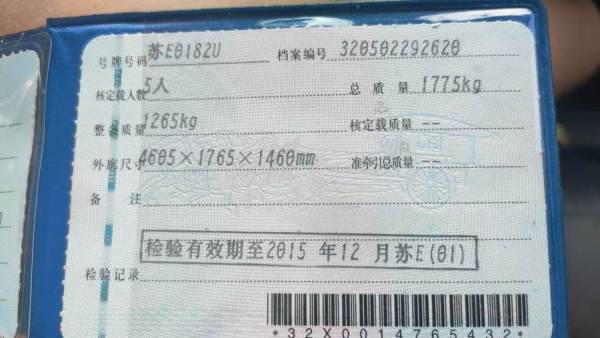 号牌号码 苏E0182U 档案编号 320502292620
核定载人数 5人 总质量 1775kg
整备质量 1265kg 核定载质量 --
外廓尺寸 4605×1765×1460mm 准牵引总质量 --
备注
检验有效期至2015年12月苏E(01)
检验记录
*32X0014765432*